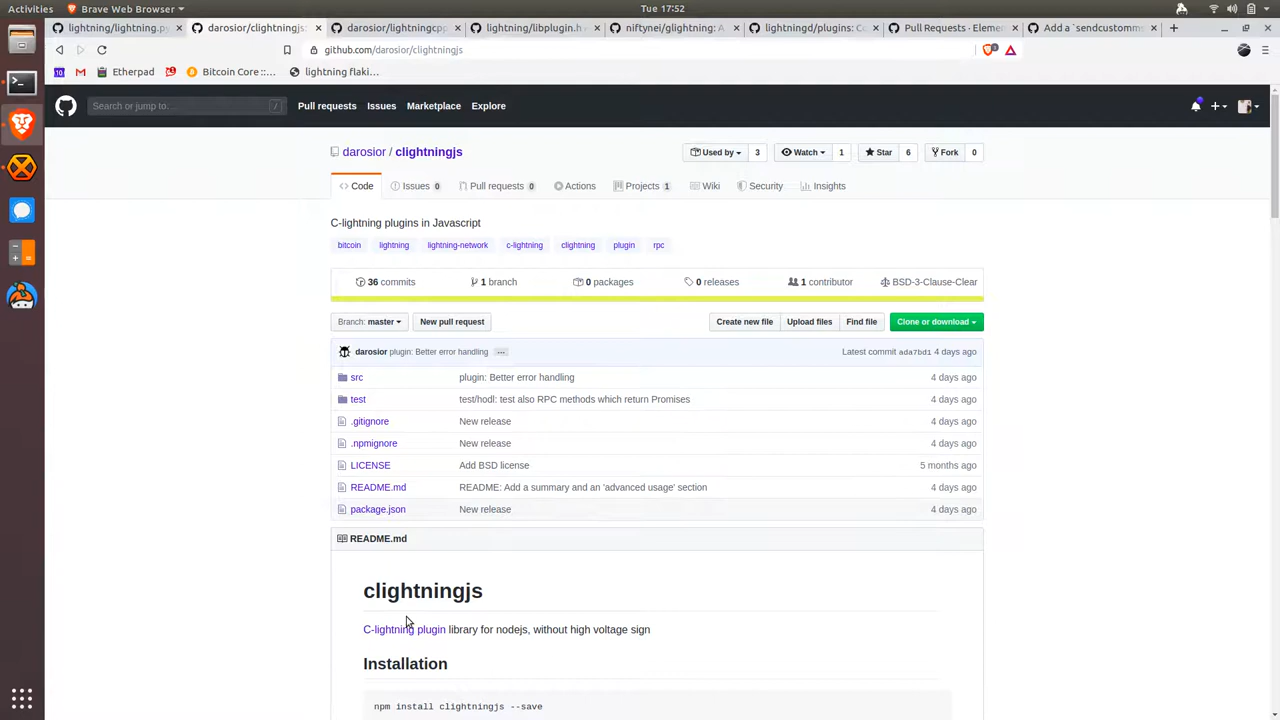 Activities
Brave Web Browser ▾
Tue 17:52
lightning/lightning.py
darosior/clightningjs:
darosior/lightningcpp
lightning/libplugin.h
niftynei/glightning: A
lightningd/plugins: Co
Pull Requests · Eleme
Add a `sendcustomms
github.com/darosior/clightningjs
Etherpad
Bitcoin Core ::…
lightning flaki…
Search or jump to…
/
Pull requests
Issues
Marketplace
Explore
darosior / clightningjs
Used by ▾ 3
Watch ▾ 1
Star 6
Fork 0
Code
Issues 0
Pull requests 0
Actions
Projects 1
Wiki
Security
Insights
C-lightning plugins in Javascript
bitcoin lightning lightning-network c-lightning clightning plugin rpc
36 commits
1 branch
0 packages
0 releases
1 contributor
BSD-3-Clause-Clear
Branch: master ▾
New pull request
Create new file
Upload files
Find file
Clone or download ▾
darosior plugin: Better error handling …
Latest commit ada7bd1 4 days ago
src plugin: Better error handling 4 days ago
test test/hodl: test also RPC methods which return Promises 4 days ago
.gitignore New release 4 days ago
.npmignore New release 4 days ago
LICENSE Add BSD license 5 months ago
README.md README: Add a summary and an 'advanced usage' section 4 days ago
package.json New release 4 days ago
README.md
clightningjs
C-lightning plugin library for nodejs, without high voltage sign
Installation
npm install clightningjs --save